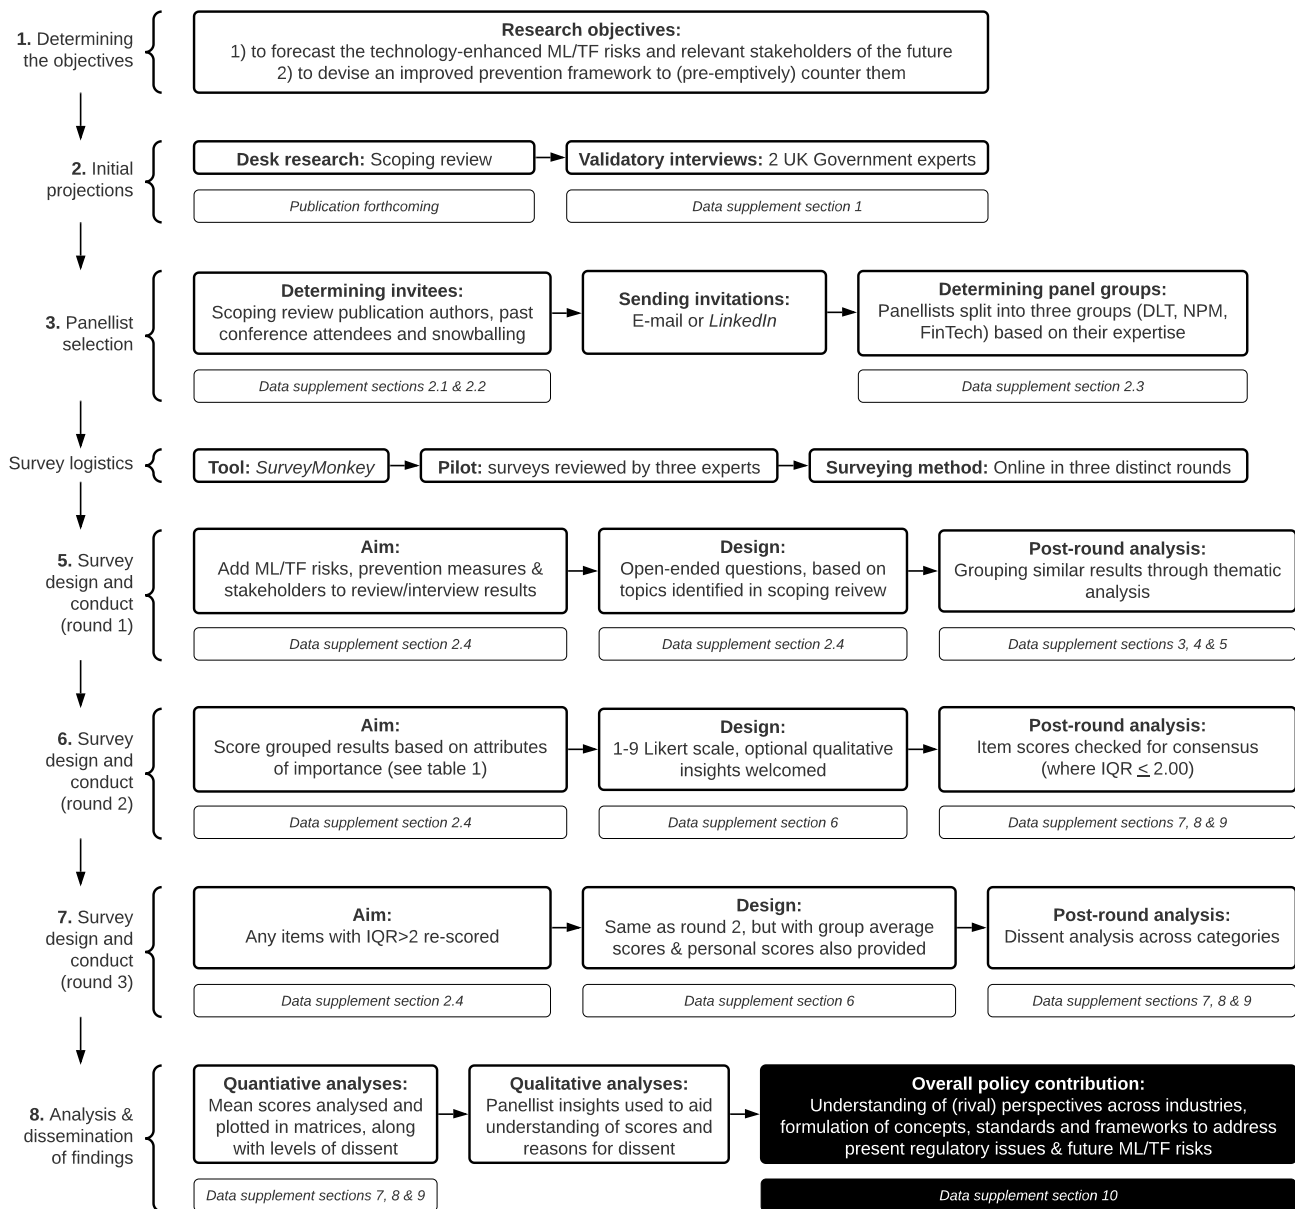 1. Determining
the objectives
Research objectives:
1) to forecast the technology-enhanced ML/TF risks and relevant stakeholders of the future
2) to devise an improved prevention framework to (pre-emptively) counter them
2. Initial
projections
Desk research: Scoping review
Validatory interviews: 2 UK Government experts
Publication forthcoming
Data supplement section 1
3. Panellist
selection
Determining invitees:
Scoping review publication authors, past
conference attendees and snowballing
Sending invitations:
E-mail or LinkedIn
Determining panel groups:
Panellists split into three groups (DLT, NPM,
FinTech) based on their expertise
Data supplement sections 2.1 & 2.2
Data supplement section 2.3
Survey logistics
Tool: SurveyMonkey
Pilot: surveys reviewed by three experts
Surveying method: Online in three distinct rounds
5. Survey
design and
conduct
(round 1)
Aim:
Add ML/TF risks, prevention measures &
stakeholders to review/interview results
Design:
Open-ended questions, based on
topics identified in scoping reivew
Post-round analysis:
Grouping similar results through thematic
analysis
Data supplement section 2.4
Data supplement section 2.4
Data supplement sections 3, 4 & 5
6. Survey
design and
conduct
(round 2)
Aim:
Score grouped results based on attributes
of importance (see table 1)
Design:
1-9 Likert scale, optional qualitative
insights welcomed
Post-round analysis:
Item scores checked for consensus
(where IQR < 2.00)
Data supplement section 2.4
Data supplement section 6
Data supplement sections 7, 8 & 9
7. Survey
design and
conduct
(round 3)
Aim:
Any items with IQR>2 re-scored
Design:
Same as round 2, but with group average
scores & personal scores also provided
Post-round analysis:
Dissent analysis across categories
Data supplement section 2.4
Data supplement section 6
Data supplement sections 7, 8 & 9
8. Analysis &
dissemination
of findings
Quantiative analyses:
Mean scores analysed and
plotted in matrices, along
with levels of dissent
Qualitative analyses:
Panellist insights used to aid
understanding of scores and
reasons for dissent
Overall policy contribution:
Understanding of (rival) perspectives across industries,
formulation of concepts, standards and frameworks to address
present regulatory issues & future ML/TF risks
Data supplement sections 7, 8 & 9
Data supplement section 10